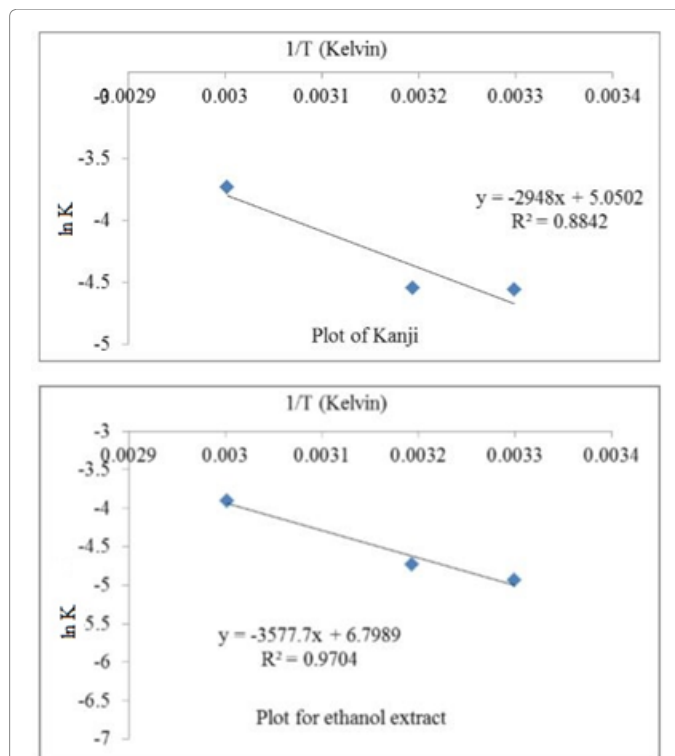 1/T (Kelvin)
-3
0.0029 0.003 0.0031 0.0032 0.0033 0.0034
-3.5
-4
-4.5
-5
ln K
y = -2948x + 5.0502
R² = 0.8842
Plot of Kanji
1/T (Kelvin)
-3
0.0029 0.003 0.0031 0.0032 0.0033 0.0034
-3.5
-4
-4.5
-5
-5.5
-6
-6.5
-7
ln K
y = -3577.7x + 6.7989
R² = 0.9704
Plot for ethanol extract